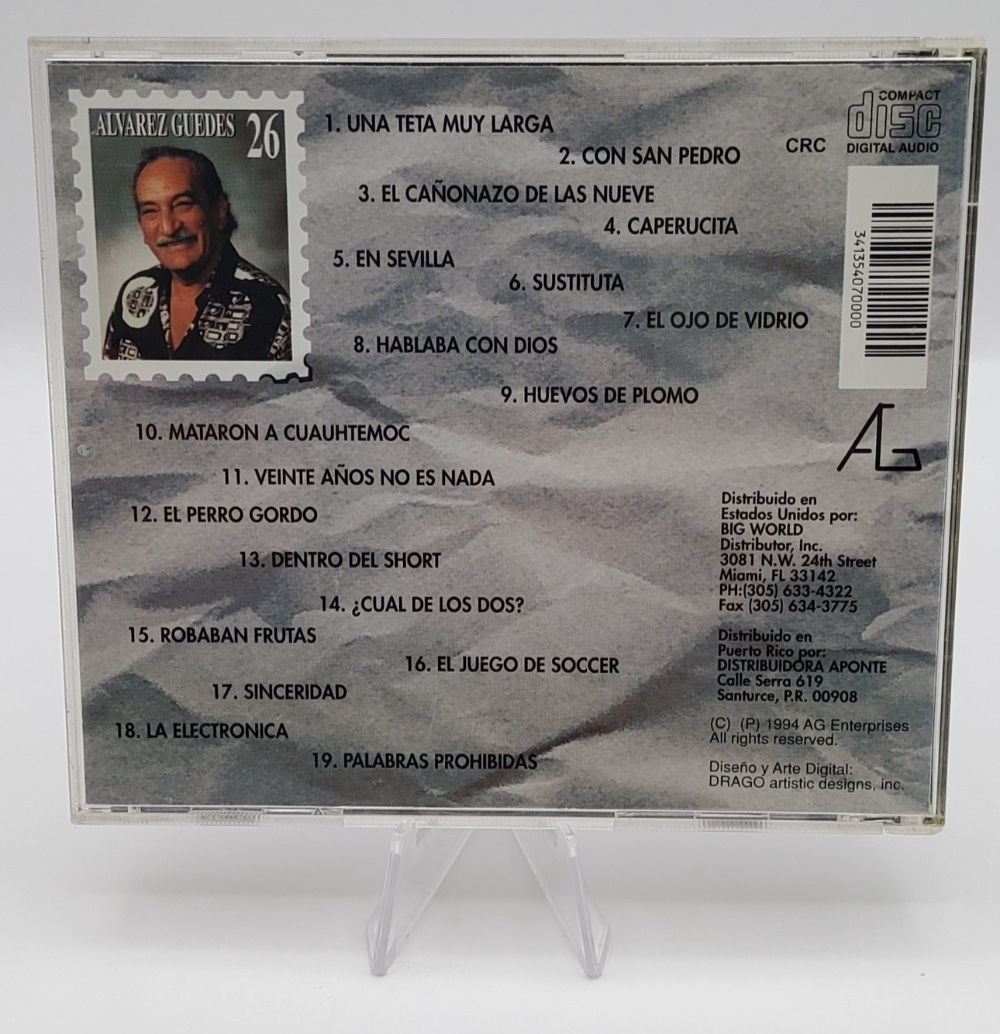 ALVAREZ GUEDES 26
1. UNA TETA MUY LARGA
2. CON SAN PEDRO
3. EL CAÑONAZO DE LAS NUEVE
4. CAPERUCITA
5. EN SEVILLA
6. SUSTITUTA
7. EL OJO DE VIDRIO
8. HABLABA CON DIOS
9. HUEVOS DE PLOMO
10. MATARON A CUAUHTEMOC
11. VEINTE AÑOS NO ES NADA
12. EL PERRO GORDO
13. DENTRO DEL SHORT
14. ¿CUAL DE LOS DOS?
15. ROBABAN FRUTAS
16. EL JUEGO DE SOCCER
17. SINCERIDAD
18. LA ELECTRONICA
19. PALABRAS PROHIBIDAS
CRC
COMPACT
disc
DIGITAL AUDIO
341354070000
AG
Distribuido en
Estados Unidos por:
BIG WORLD
Distributor, Inc.
3081 N.W. 24th Street
Miami, FL 33142
PH:(305) 633-4322
Fax (305) 634-3775
Distribuido en
Puerto Rico por:
DISTRIBUIDORA APONTE
Calle Serra 619
Santurce, P.R. 00908
(C) (P) 1994 AG Enterprises
All rights reserved.
Diseño y Arte Digital:
DRAGO artistic designs, inc.